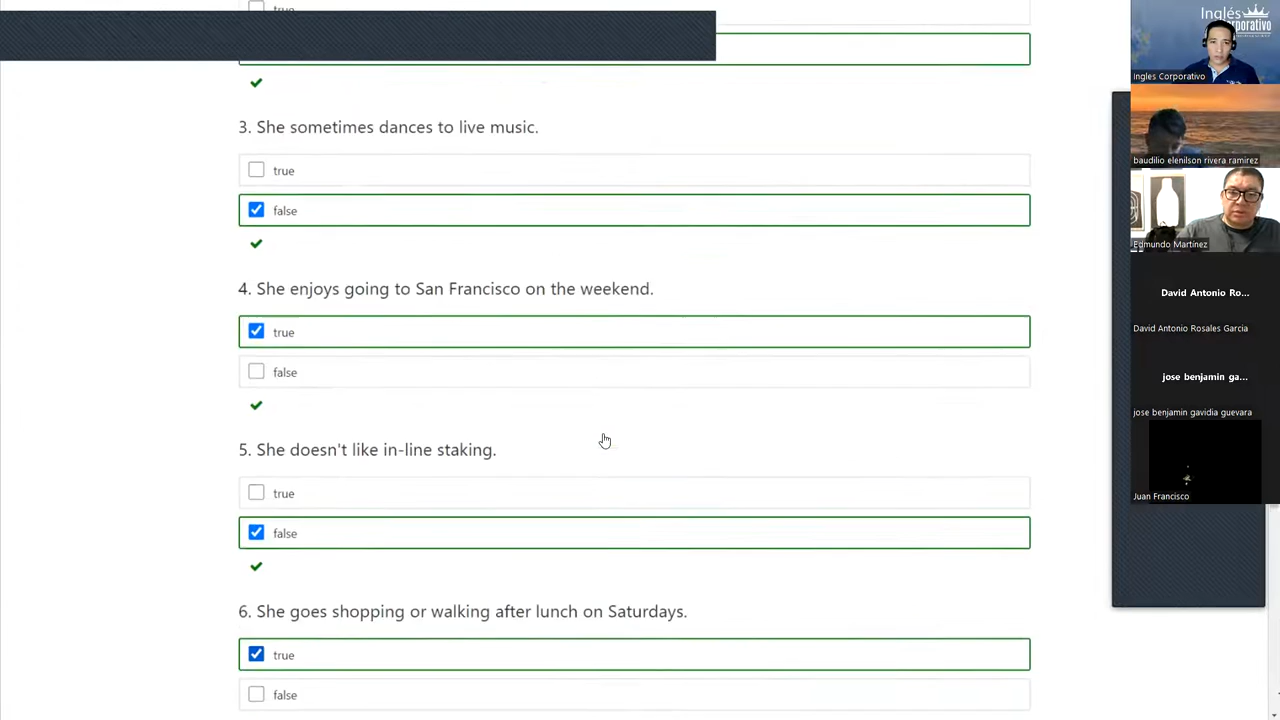 true
3. She sometimes dances to live music.
true
false
4. She enjoys going to San Francisco on the weekend.
true
false
5. She doesn't like in-line staking.
true
false
6. She goes shopping or walking after lunch on Saturdays.
true
false
Inglés
Corporativo
Ingles Corporativo
baudilio elenilson rivera ramirez
Edmundo Martínez
David Antonio Ro...
David Antonio Rosales Garcia
jose benjamin ga...
jose benjamin gavidia guevara
Juan Francisco